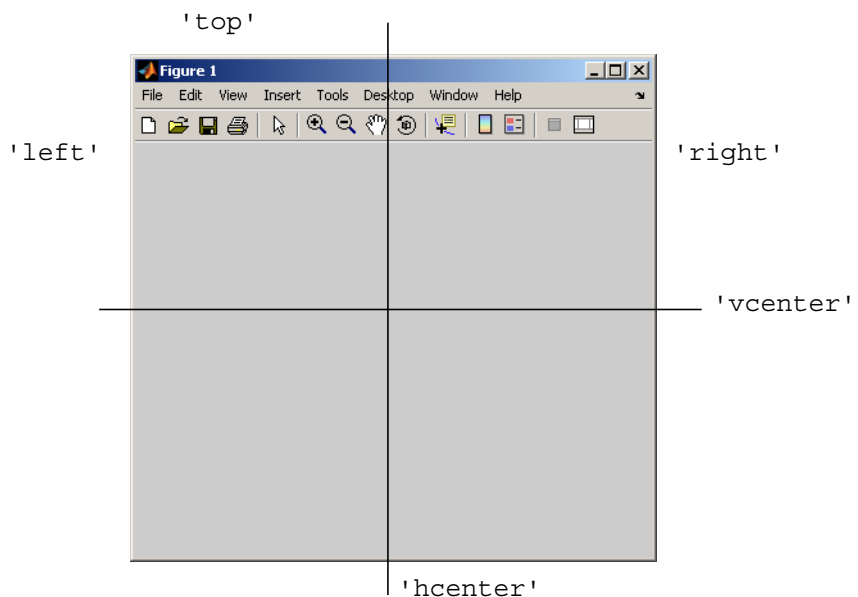 'top'
Figure 1
File Edit View Insert Tools Desktop Window Help
'left'
'right'
'vcenter'
'hcenter'